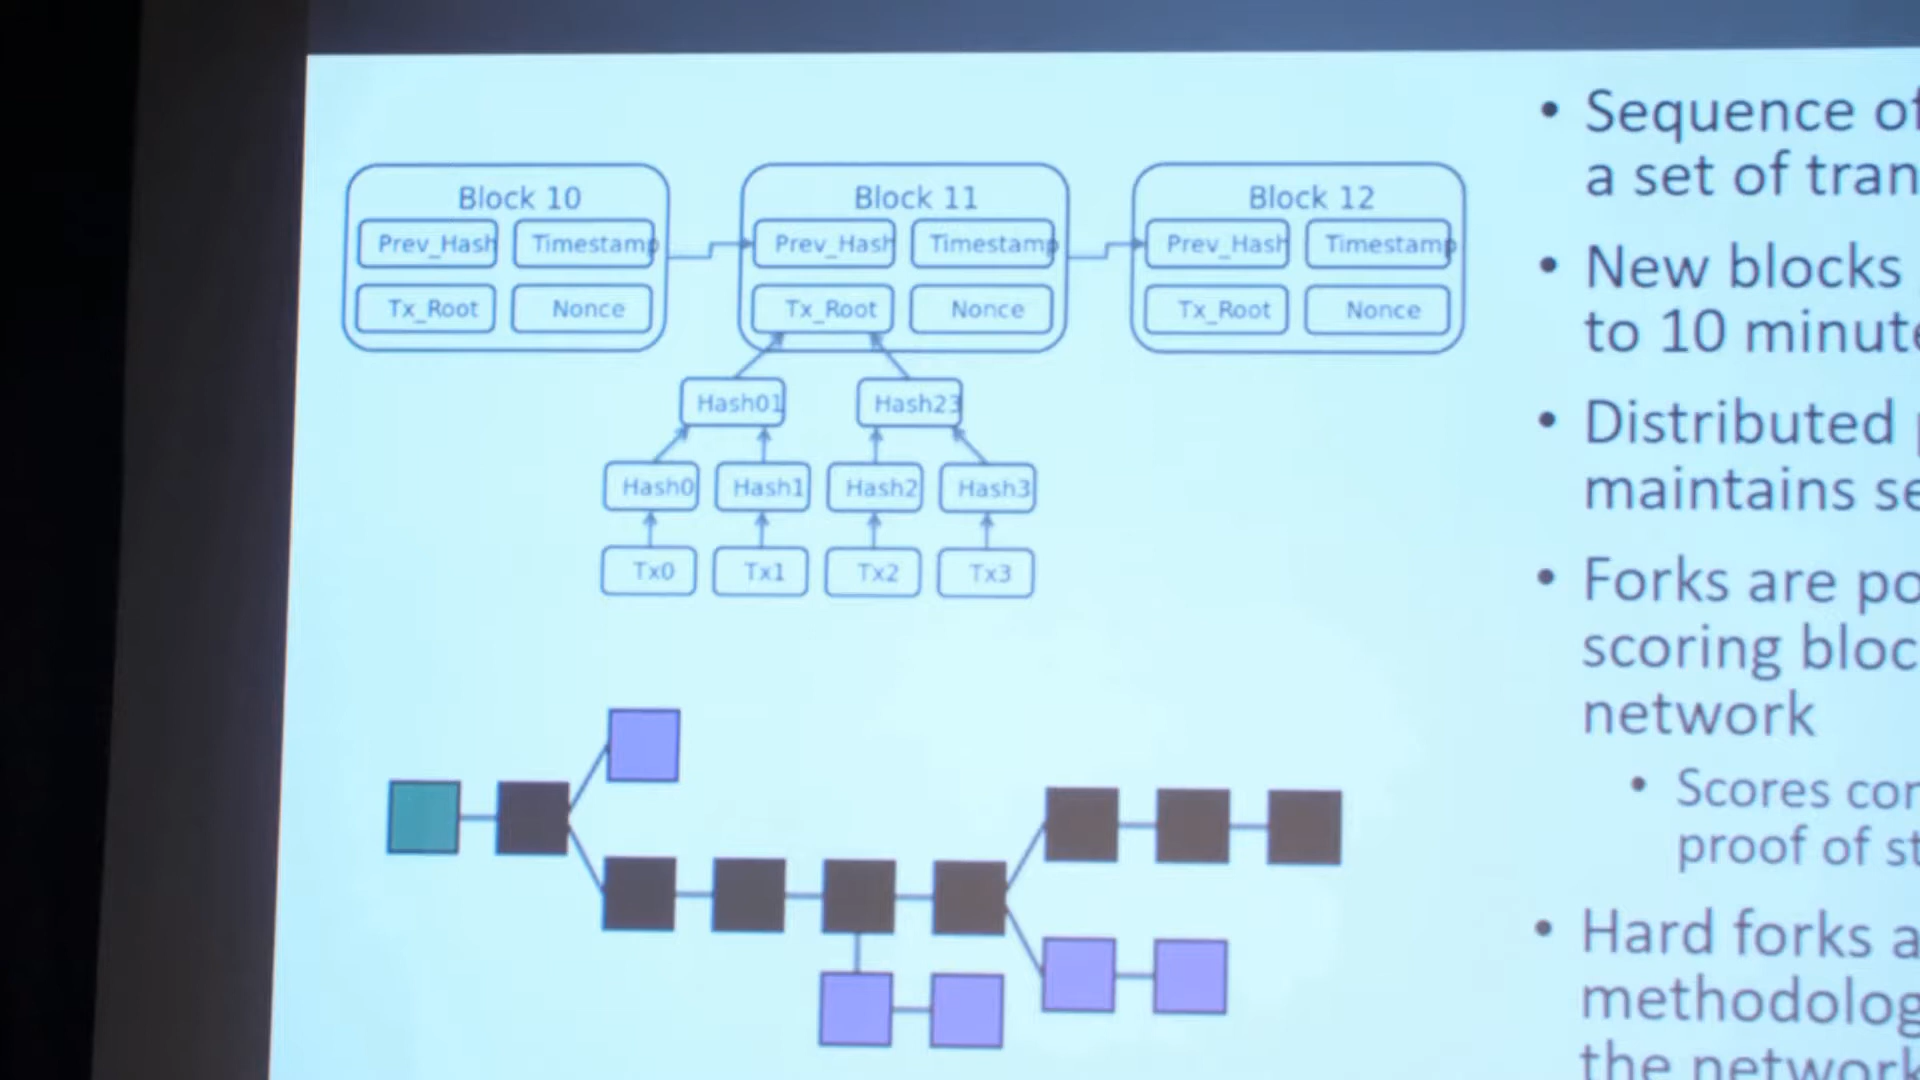 Block 10
Prev_Hash Timestamp
Tx_Root Nonce
Block 11
Prev_Hash Timestamp
Tx_Root Nonce
Block 12
Prev_Hash Timestamp
Tx_Root Nonce
Hash01 Hash23
Hash0 Hash1 Hash2 Hash3
Tx0 Tx1 Tx2 Tx3
• Sequence of
a set of tran
• New blocks
to 10 minute
• Distributed
maintains se
• Forks are po
scoring bloc
network
• Scores cor
proof of st
• Hard forks a
methodolog
the network